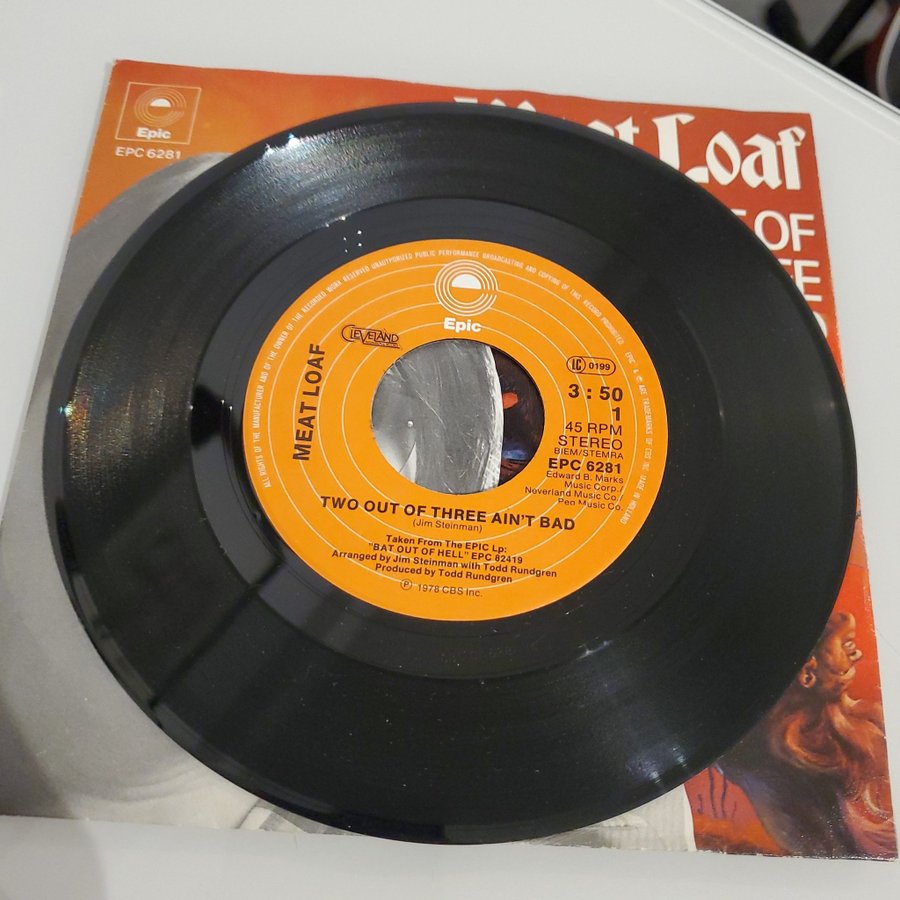 Epic
EPC 6281
Loaf
OF
ALL RIGHTS OF THE MANUFACTURER AND OF THE OWNER OF THE RECORDED WORK RESERVED UNAUTHORIZED PUBLIC PERFORMANCE BROADCASTING AND COPYING OF THIS RECORD PROHIBITED
TRADEMARKS OF CBS INC. MADE IN HOLLAND
Epic
CLEVELAND
MEAT LOAF
LC 0199
3 : 50
1
45 RPM
STEREO
BIEM/STEMRA
EPC 6281
Edward B. Marks
Music Corp./
Neverland Music Co./
Peg Music Co.
TWO OUT OF THREE AIN'T BAD
(Jim Steinman)
Taken From The EPIC Lp:
"BAT OUT OF HELL" EPC 82419
Arranged by Jim Steinman with Todd Rundgren
Produced by Todd Rundgren
Ⓟ 1978 CBS Inc.